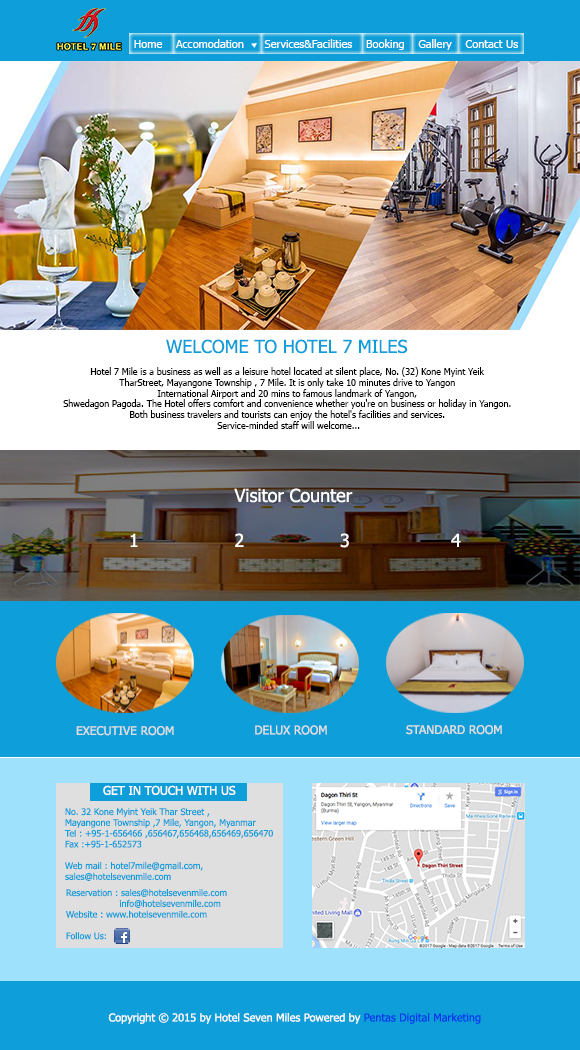 HOTEL 7 MILE
Home Accomodation Services&Facilities Booking Gallery Contact Us
WELCOME TO HOTEL 7 MILES
Hotel 7 Mile is a business as well as a leisure hotel located at silent place, No. (32) Kone Myint Yeik
TharStreet, Mayangone Township , 7 Mile. It is only take 10 minutes drive to Yangon
International Airport and 20 mins to famous landmark of Yangon,
Shwedagon Pagoda. The Hotel offers comfort and convenience whether you're on business or holiday in Yangon.
Both business travelers and tourists can enjoy the hotel's facilities and services.
Service-minded staff will welcome...
Visitor Counter
1 2 3 4
EXECUTIVE ROOM DELUX ROOM STANDARD ROOM
GET IN TOUCH WITH US
No. 32 Kone Myint Yeik Thar Street ,
Mayangone Township ,7 Mile, Yangon, Myanmar
Tel : +95-1-656466 ,656467,656468,656469,656470
Fax :+95-1-652573
Web mail : hotel7mile@gmail.com,
sales@hotelsevenmile.com
Reservation : sales@hotelsevenmile.com
info@hotelsevenmile.com
Website : www.hotelsevenmile.com
Follow Us:
Dagon Thiri St
Dagon Thiri St, Yangon, Myanmar
(Burma)
Directions Save
View larger map
Sign in
estern Green Hill
Dagon Thiri Street
Thida Street
United Living Mall
Google
©2017 Google - Map data ©2017 Google Terms of Use
Copyright © 2015 by Hotel Seven Miles Powered by Pentas Digital Marketing